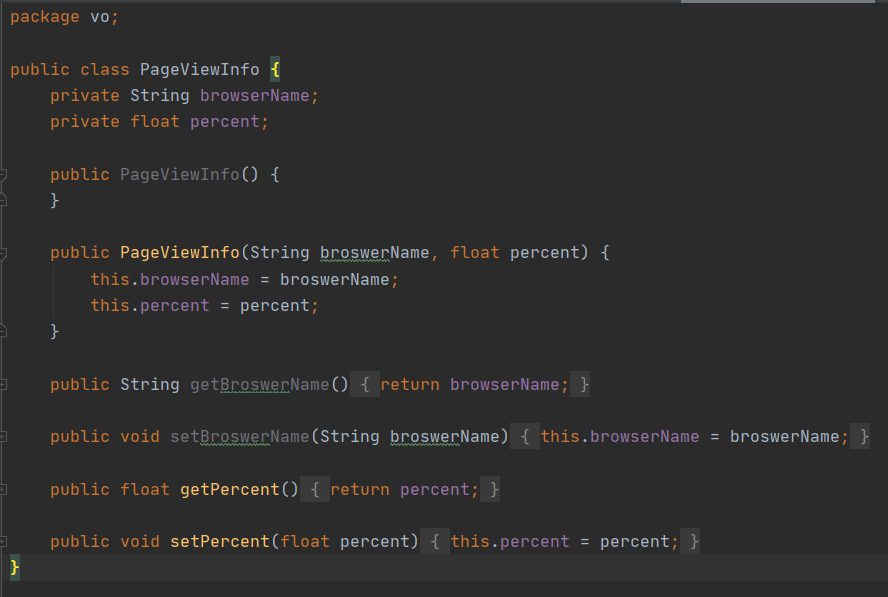 package vo;
public class PageViewInfo {
private String browserName;
private float percent;
public PageViewInfo() {
}
public PageViewInfo(String broswerName, float percent) {
this.browserName = broswerName;
this.percent = percent;
}
public String getBroswerName() { return browserName; }
public void setBroswerName(String broswerName) { this.browserName = broswerName; }
public float getPercent() { return percent; }
public void setPercent(float percent) { this.percent = percent; }
}